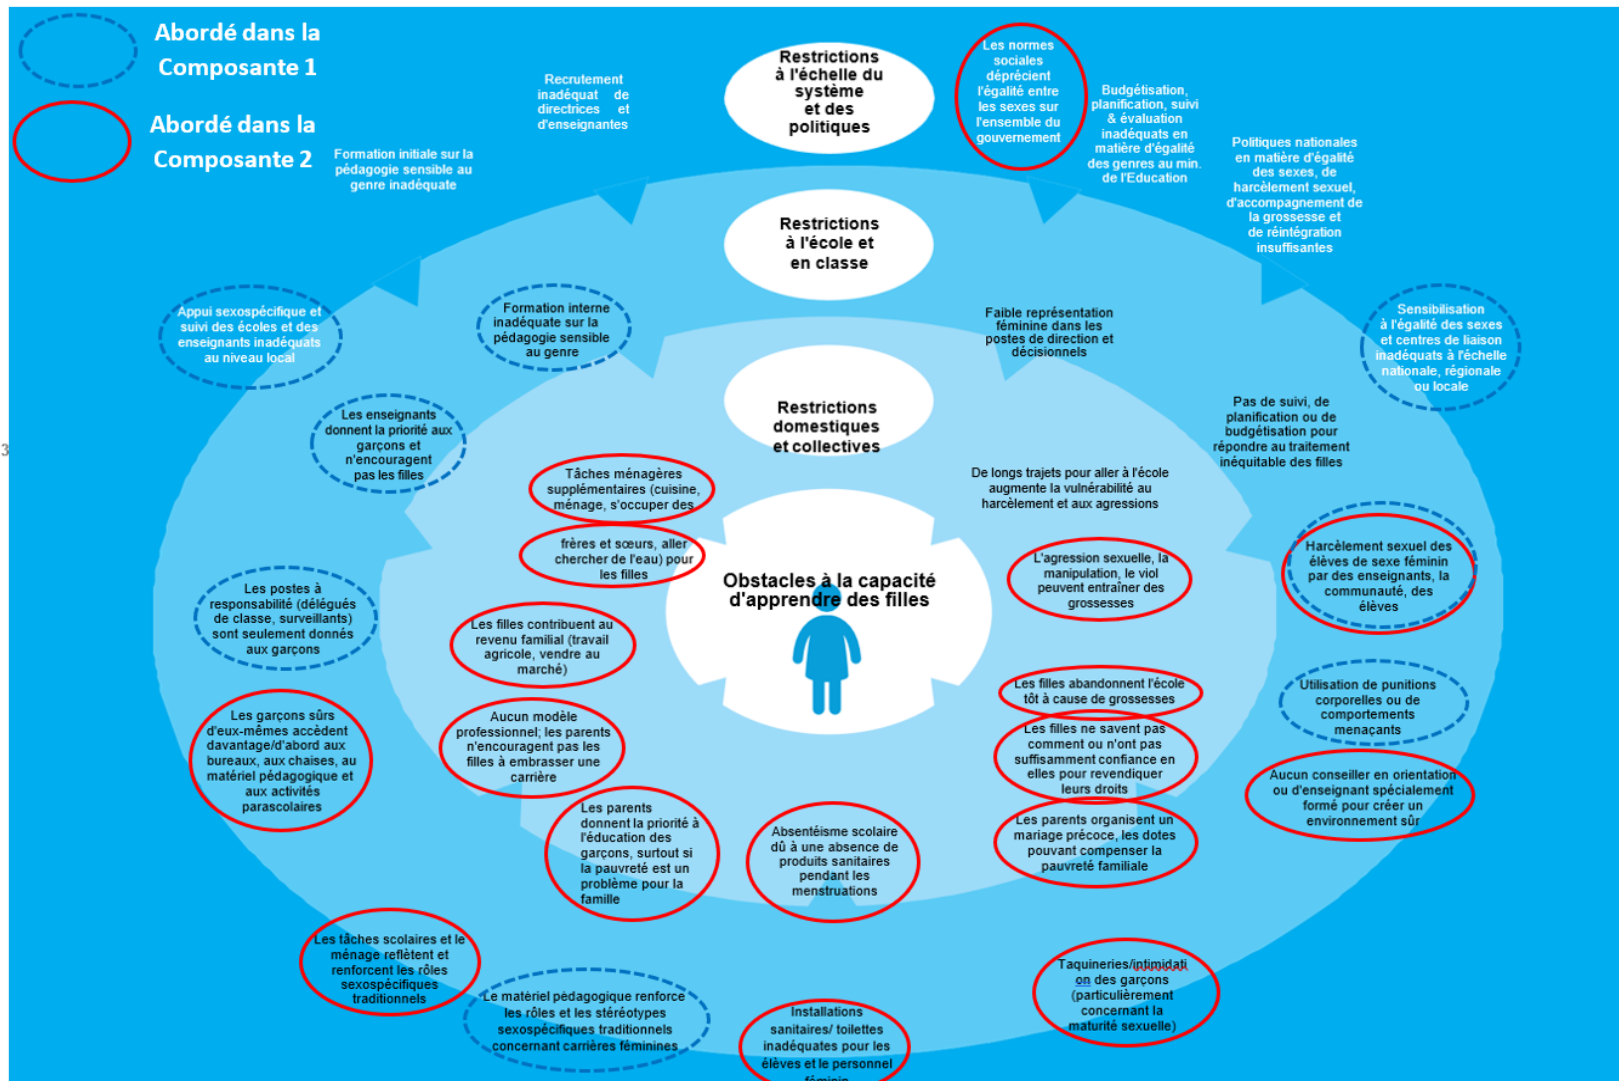 Abordé dans la
Composante 1
Abordé dans la
Composante 2
Recrutement
inadéquat de
directrices et
d'enseignantes
Formation initiale sur la
pédagogie sensible au
genre inadéquate
Restrictions
à l'échelle du
système
et des
politiques
Les normes
sociales
déprécient
l'égalité entre
les sexes sur
l'ensemble du
gouvernement
Budgétisation,
planification, suivi
& évaluation
inadéquats en
matière d'égalité
des genres au min.
de l'Education
Politiques nationales
en matière d'égalité
des sexes, de
harcèlement sexuel,
d'accompagnement de
la grossesse et
de réintégration
insuffisantes
Restrictions
à l'école et
en classe
Appui sexospécifique et
suivi des écoles et des
enseignants inadéquats
au niveau local
Formation interne
inadéquate sur la
pédagogie sensible
au genre
Faible représentation
féminine dans les
postes de direction et
décisionnels
Sensibilisation
à l'égalité des sexes
et centres de liaison
inadéquats à l'échelle
nationale, régionale
ou locale
Les enseignants
donnent la priorité aux
garçons et
n'encouragent
pas les filles
Restrictions
domestiques
et collectives
Pas de suivi, de
planification ou de
budgétisation pour
répondre au traitement
inéquitable des filles
3
Tâches ménagères
supplémentaires (cuisine,
ménage, s'occuper des
frères et sœurs, aller
chercher de l'eau) pour
les filles
De longs trajets pour aller à l'école
augmente la vulnérabilité au
harcèlement et aux agressions
Obstacles à la capacité
d'apprendre des filles
L'agression sexuelle, la
manipulation, le viol
peuvent entraîner des
grossesses
Harcèlement sexuel des
élèves de sexe féminin
par des enseignants, la
communauté, des
élèves
Les postes à
responsabilité (délégués
de classe, surveillants)
sont seulement donnés
aux garçons
Les filles contribuent au
revenu familial (travail
agricole, vendre au
marché)
Les filles abandonnent l'école
tôt à cause de grossesses
Utilisation de punitions
corporelles ou de
comportements
menaçants
Les garçons sûrs
d'eux-mêmes accèdent
davantage/d'abord aux
bureaux, aux chaises, au
matériel pédagogique et
aux activités
parascolaires
Aucun modèle
professionnel; les parents
n'encouragent pas les
filles à embrasser une
carrière
Les filles ne savent pas
comment ou n'ont pas
suffisamment confiance en
elles pour revendiquer
leurs droits
Aucun conseiller en orientation
ou d'enseignant spécialement
formé pour créer un
environnement sûr
Les parents
donnent la priorité à
l'éducation des
garçons, surtout si
la pauvreté est un
problème pour la
famille
Absentéisme scolaire
dû à une absence de
produits sanitaires
pendant les
menstruations
Les parents organisent un
mariage précoce, les dotes
pouvant compenser la
pauvreté familiale
Les tâches scolaires et le
ménage reflètent et
renforcent les rôles
sexospécifiques
traditionnels
Le matériel pédagogique renforce
les rôles et les stéréotypes
sexospécifiques traditionnels
concernant carrières féminines
Installations
sanitaires/ toilettes
inadéquates pour les
élèves et le personnel
féminin
Taquineries/intimidati
on des garçons
(particulièrement
concernant la
maturité sexuelle)